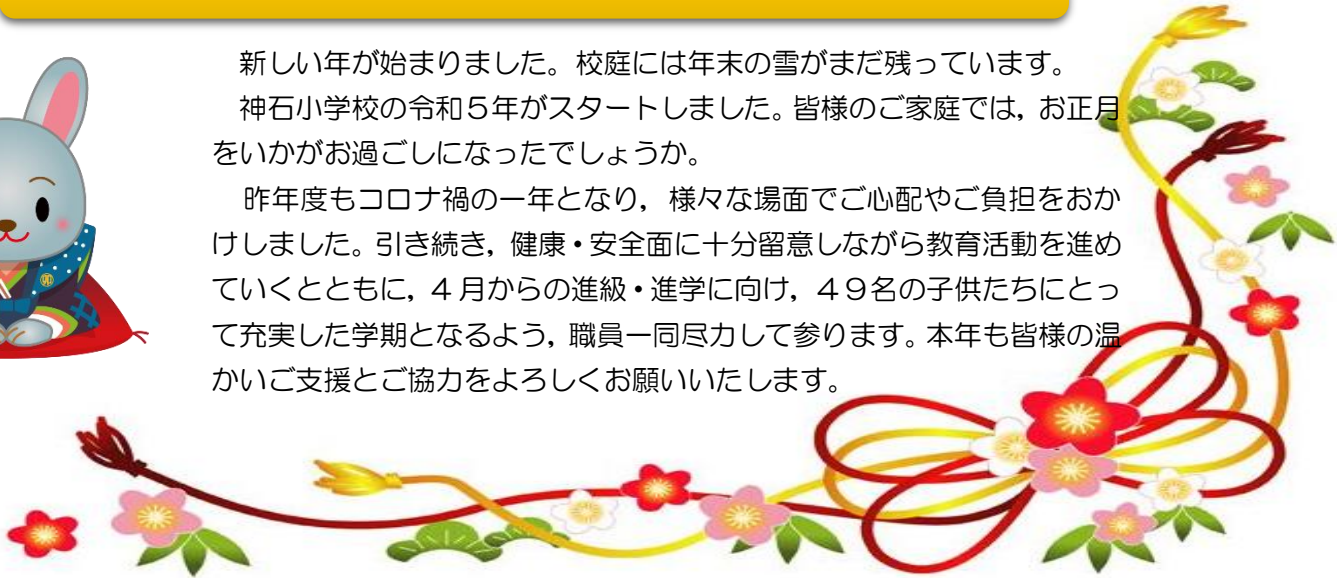 新しい年が始まりました。校庭には年末の雪がまだ残っています。
　神石小学校の令和５年がスタートしました。皆様のご家庭では，お正月
をいかがお過ごしになったでしょうか。
　昨年度もコロナ禍の一年となり，様々な場面でご心配やご負担をおか
けしました。引き続き，健康・安全面に十分留意しながら教育活動を進め
ていくとともに，４月からの進級・進学に向け，４９名の子供たちにとっ
て充実した学期となるよう，職員一同尽力して参ります。本年も皆様の温
かいご支援とご協力をよろしくお願いいたします。